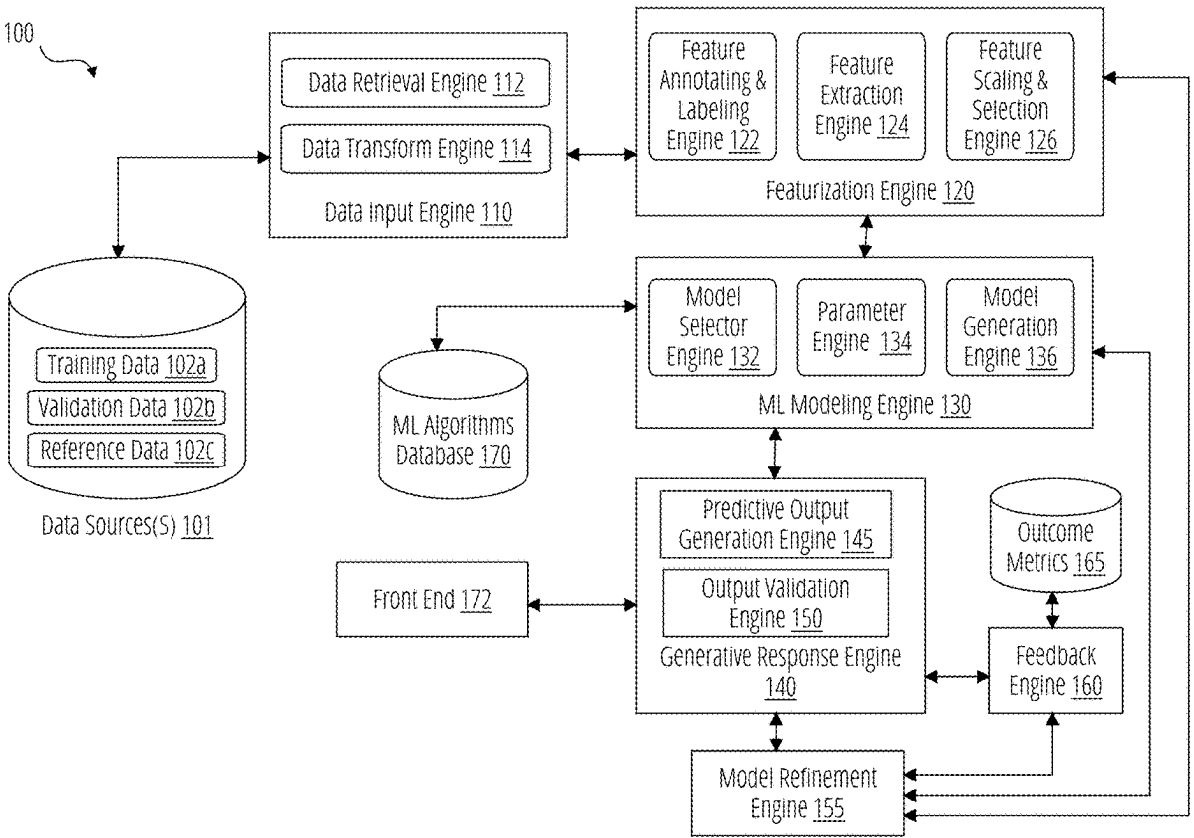 100
Data Retrieval Engine 112
Data Transform Engine 114
Data Input Engine 110
Feature
Annotating &
Labeling
Engine 122
Feature
Extraction
Engine 124
Feature
Scaling &
Selection
Engine 126
Featurization Engine 120
Training Data 102a
Validation Data 102b
Reference Data 102c
Data Sources(S) 101
ML Algorithms
Database 170
Model
Selector
Engine 132
Parameter
Engine 134
Model
Generation
Engine 136
ML Modeling Engine 130
Front End 172
Predictive Output
Generation Engine 145
Output Validation
Engine 150
Generative Response Engine
140
Outcome
Metrics 165
Feedback
Engine 160
Model Refinement
Engine 155